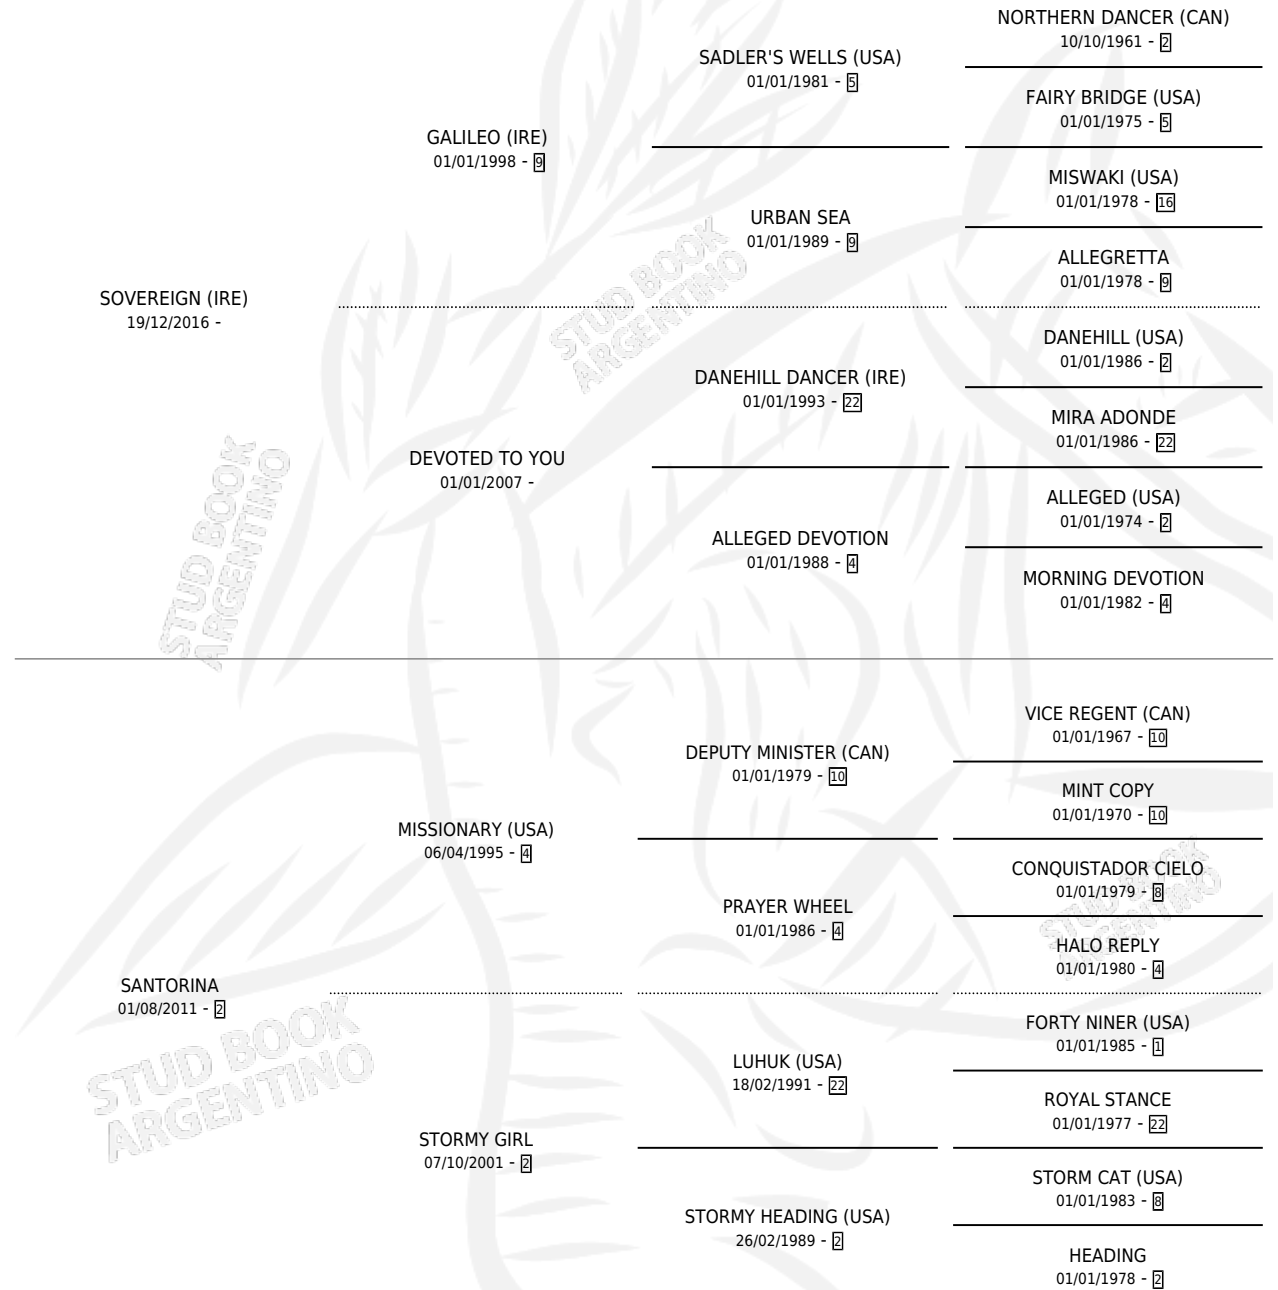 NORTHERN DANCER (CAN)
10/10/1961 - 2
SADLER'S WELLS (USA)
01/01/1981 - 5
FAIRY BRIDGE (USA)
01/01/1975 - 5
GALILEO (IRE)
01/01/1998 - 9
MISWAKI (USA)
01/01/1978 - 16
URBAN SEA
01/01/1989 - 9
ALLEGRETTA
01/01/1978 - 9
STUD BOOK
ARGENTINO
SOVEREIGN (IRE)
19/12/2016 -
DANEHILL (USA)
01/01/1986 - 2
DANEHILL DANCER (IRE)
01/01/1993 - 22
MIRA ADONDE
01/01/1986 - 22
DEVOTED TO YOU
01/01/2007 -
ALLEGED (USA)
01/01/1974 - 2
ALLEGED DEVOTION
01/01/1988 - 4
MORNING DEVOTION
01/01/1982 - 4
STUD BOOK
ARGENTINO
VICE REGENT (CAN)
01/01/1967 - 10
DEPUTY MINISTER (CAN)
01/01/1979 - 10
MINT COPY
01/01/1970 - 10
MISSIONARY (USA)
06/04/1995 - 4
CONQUISTADOR CIELO
01/01/1979 - 8
PRAYER WHEEL
01/01/1986 - 4
HALO REPLY
01/01/1980 - 4
STUD BOOK
ARGENTINO
SANTORINA
01/08/2011 - 2
FORTY NINER (USA)
01/01/1985 - 1
LUHUK (USA)
18/02/1991 - 22
ROYAL STANCE
01/01/1977 - 22
STORMY GIRL
07/10/2001 - 2
STORM CAT (USA)
01/01/1983 - 8
STORMY HEADING (USA)
26/02/1989 - 2
HEADING
01/01/1978 - 2
STUD BOOK
ARGENTINO